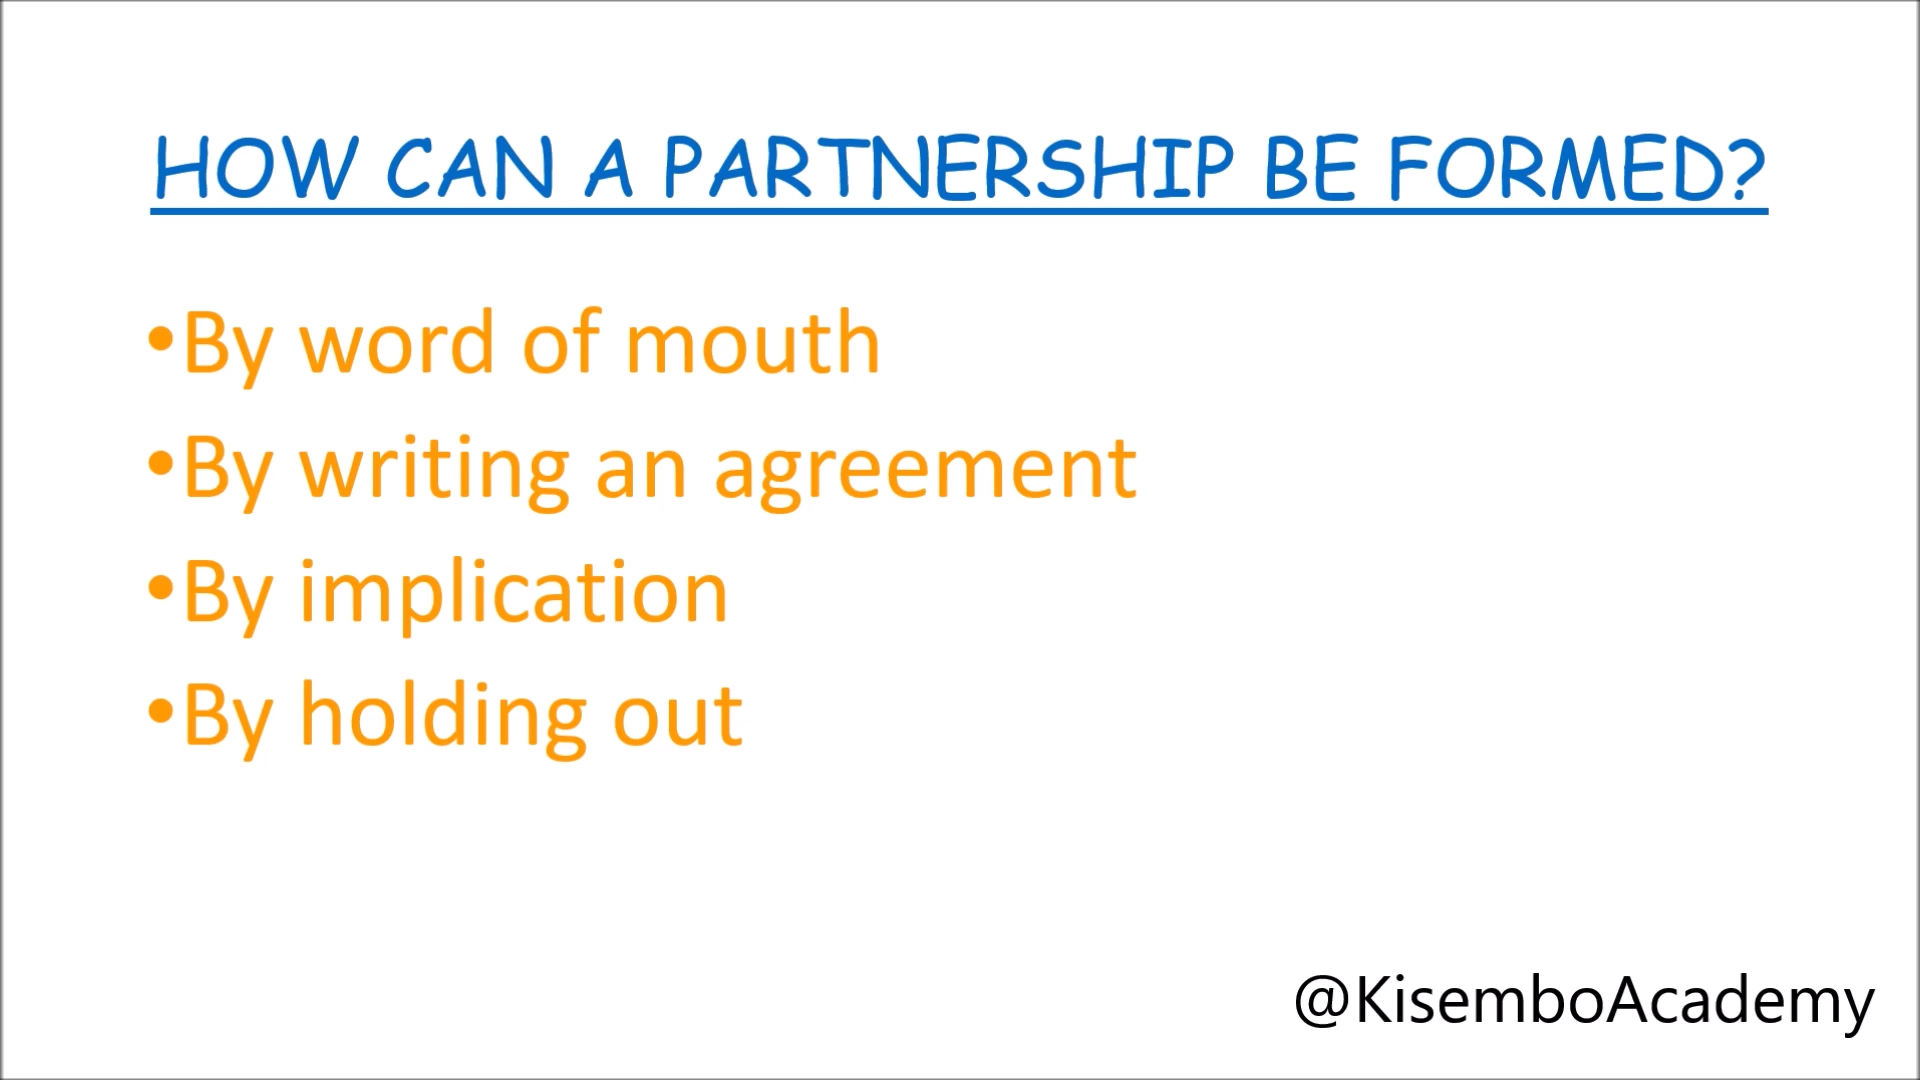 HOW CAN A PARTNERSHIP BE FORMED?
•By word of mouth
•By writing an agreement
•By implication
•By holding out
@KisemboAcademy